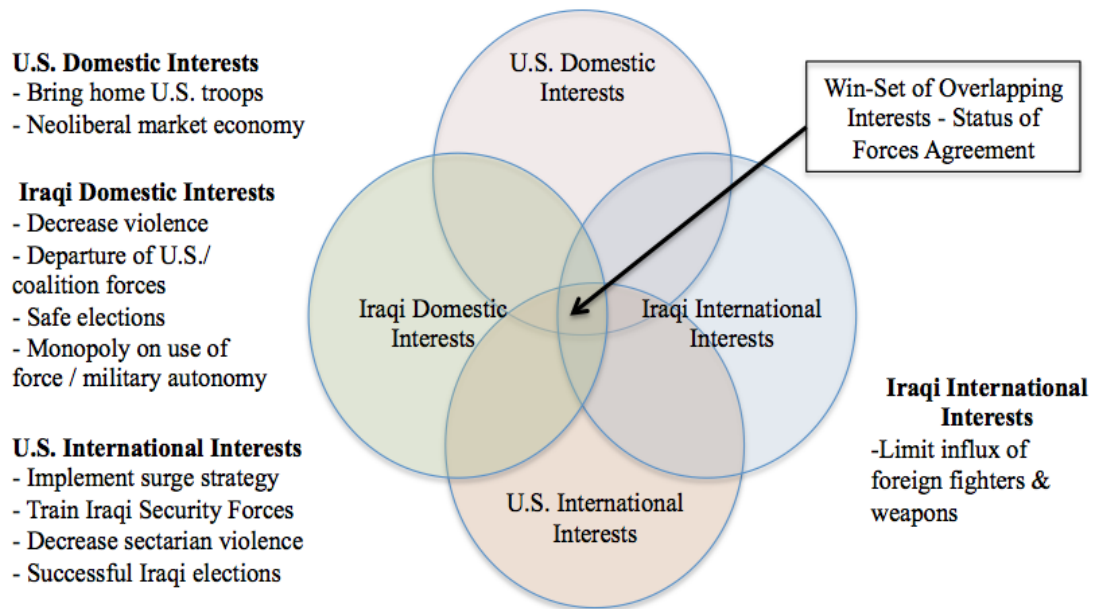 U.S. Domestic Interests
- Bring home U.S. troops
- Neoliberal market economy
Iraqi Domestic Interests
- Decrease violence
- Departure of U.S./
coalition forces
- Safe elections
- Monopoly on use of
force / military autonomy
U.S. International Interests
- Implement surge strategy
- Train Iraqi Security Forces
- Decrease sectarian violence
- Successful Iraqi elections
U.S. Domestic
Interests
Iraqi Domestic
Interests
Iraqi International
Interests
U.S. International
Interests
Win-Set of Overlapping
Interests - Status of
Forces Agreement
Iraqi International
Interests
-Limit influx of
foreign fighters &
weapons